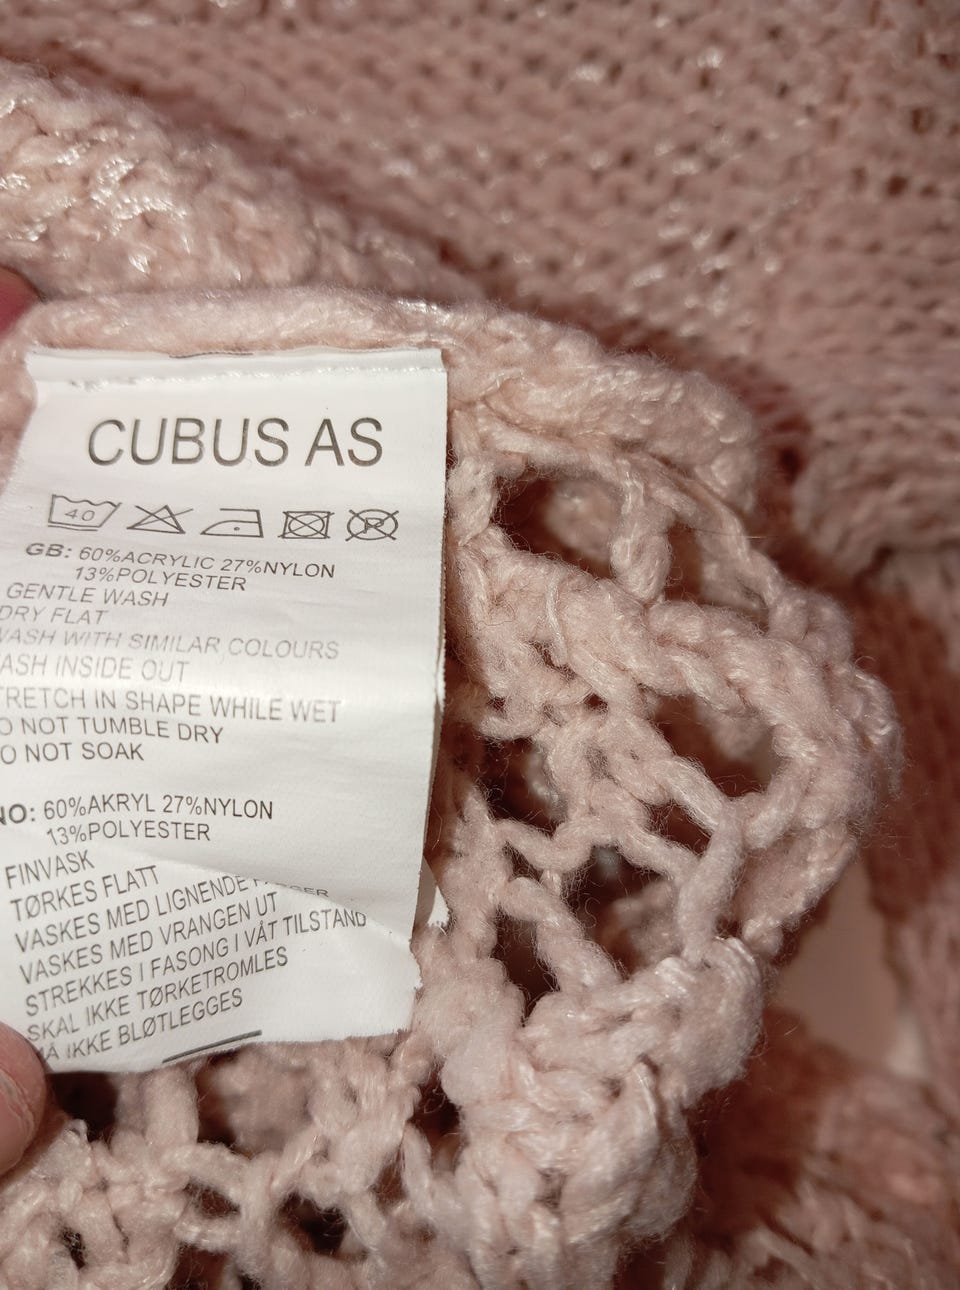 CUBUS AS
40
P
GB: 60%ACRYLIC 27%NYLON
13%POLYESTER
GENTLE WASH
DRY FLAT
WASH WITH SIMILAR COLOURS
ASH INSIDE OUT
TRETCH IN SHAPE WHILE WET
O NOT TUMBLE DRY
O NOT SOAK
NO: 60%AKRYL 27%NYLON
13%POLYESTER
FINVASK
TØRKES FLATT
VASKES MED LIGNENDE
VASKES MED VRANGEN UT
STREKKES I FASONG I VÅT TILSTAND
SKAL IKKE TØRKETROMLES
MÅ IKKE BLØTLEGGES